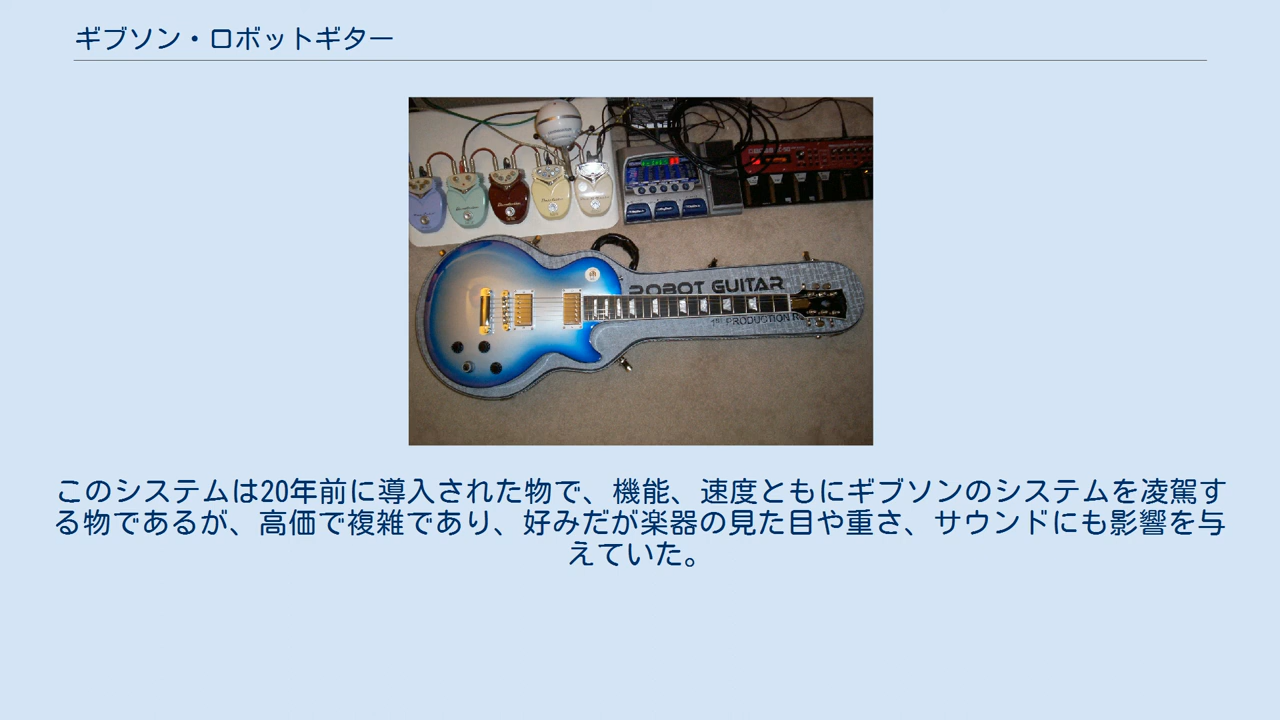 ギブソン・ロボットギター
ROBOT GUITAR
1ST PRODUCTION
このシステムは20年前に導入された物で、機能、速度ともにギブソンのシステムを凌駕す
る物であるが、高価で複雑であり、好みだが楽器の見た目や重さ、サウンドにも影響を与
えていた。